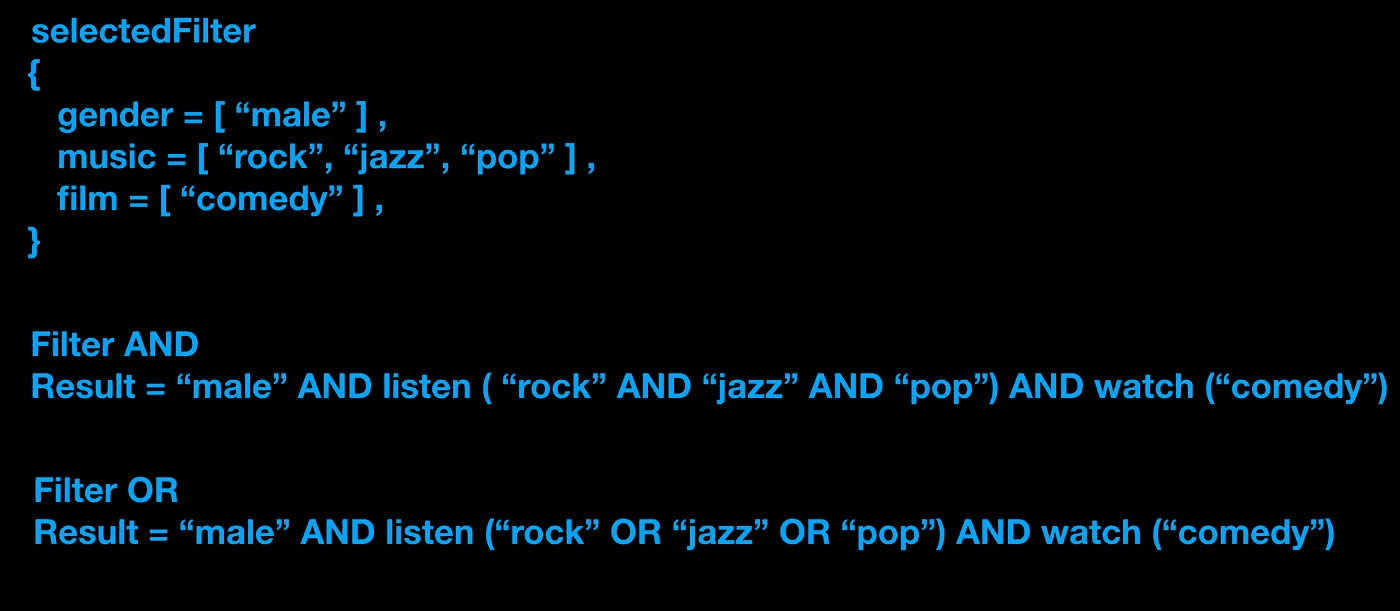 selectedFilter
{
gender = [ “male” ] ,
music = [ “rock”, “jazz”, “pop” ] ,
film = [ “comedy” ] ,
}
Filter AND
Result = “male” AND listen ( “rock” AND “jazz” AND “pop”) AND watch (“comedy”)
Filter OR
Result = “male” AND listen (“rock” OR “jazz” OR “pop”) AND watch (“comedy”)